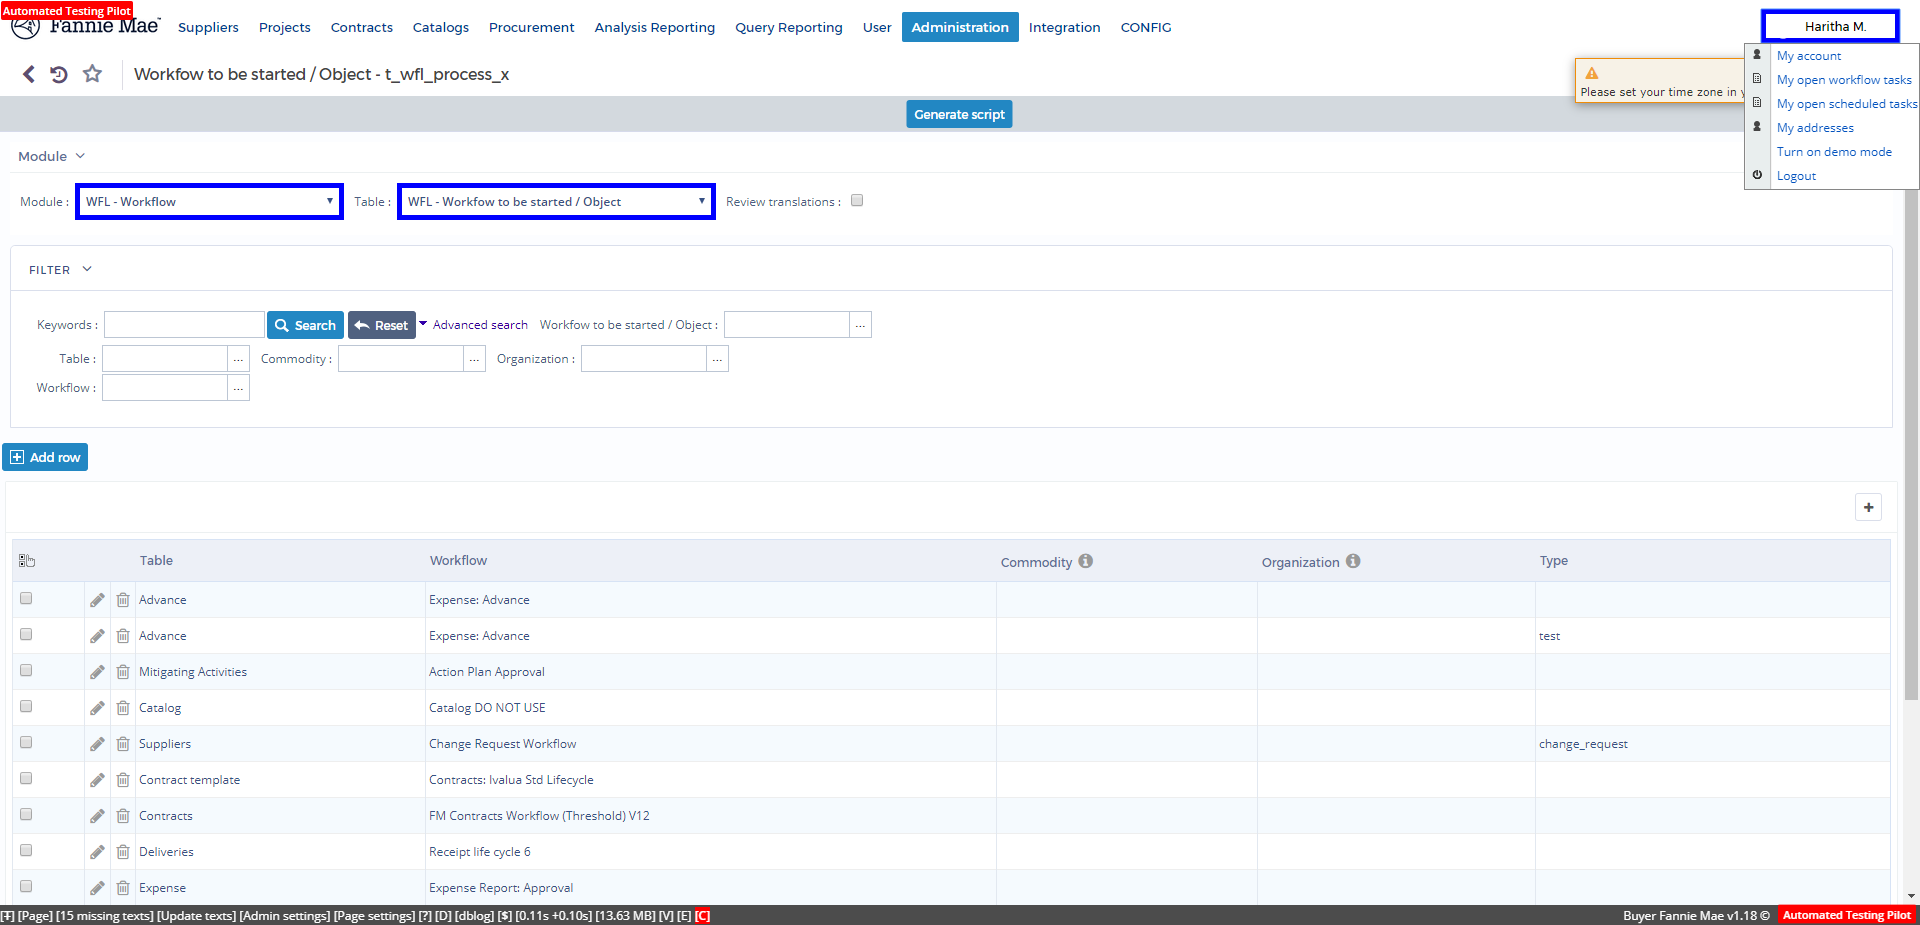 Automated Testing Pilot
Fannie Mae
Suppliers Projects Contracts Catalogs Procurement Analysis Reporting Query Reporting User Administration Integration CONFIG
Haritha M.
My account
My open workflow tasks
My open scheduled tasks
My addresses
Turn on demo mode
Logout
Workfow to be started / Object - t_wfl_process_x
Please set your time zone in
Generate script
Module
Module : WFL - Workflow Table : WFL - Workfow to be started / Object Review translations :
FILTER
Keywords : Search Reset Advanced search Workfow to be started / Object : ...
Table : ... Commodity : ... Organization : ...
Workflow : ...
Add row
+
Table Workflow Commodity Organization Type
Advance Expense: Advance
Advance Expense: Advance test
Mitigating Activities Action Plan Approval
Catalog Catalog DO NOT USE
Suppliers Change Request Workflow change_request
Contract template Contracts: Ivalua Std Lifecycle
Contracts FM Contracts Workflow (Threshold) V12
Deliveries Receipt life cycle 6
Expense Expense Report: Approval
[Ŧ] [Page] [15 missing texts] [Update texts] [Admin settings] [Page settings] [?] [D] [dblog] [$] [0.11s +0.10s] [13.63 MB] [V] [E] [C]
Buyer Fannie Mae v1.18 © Automated Testing Pilot